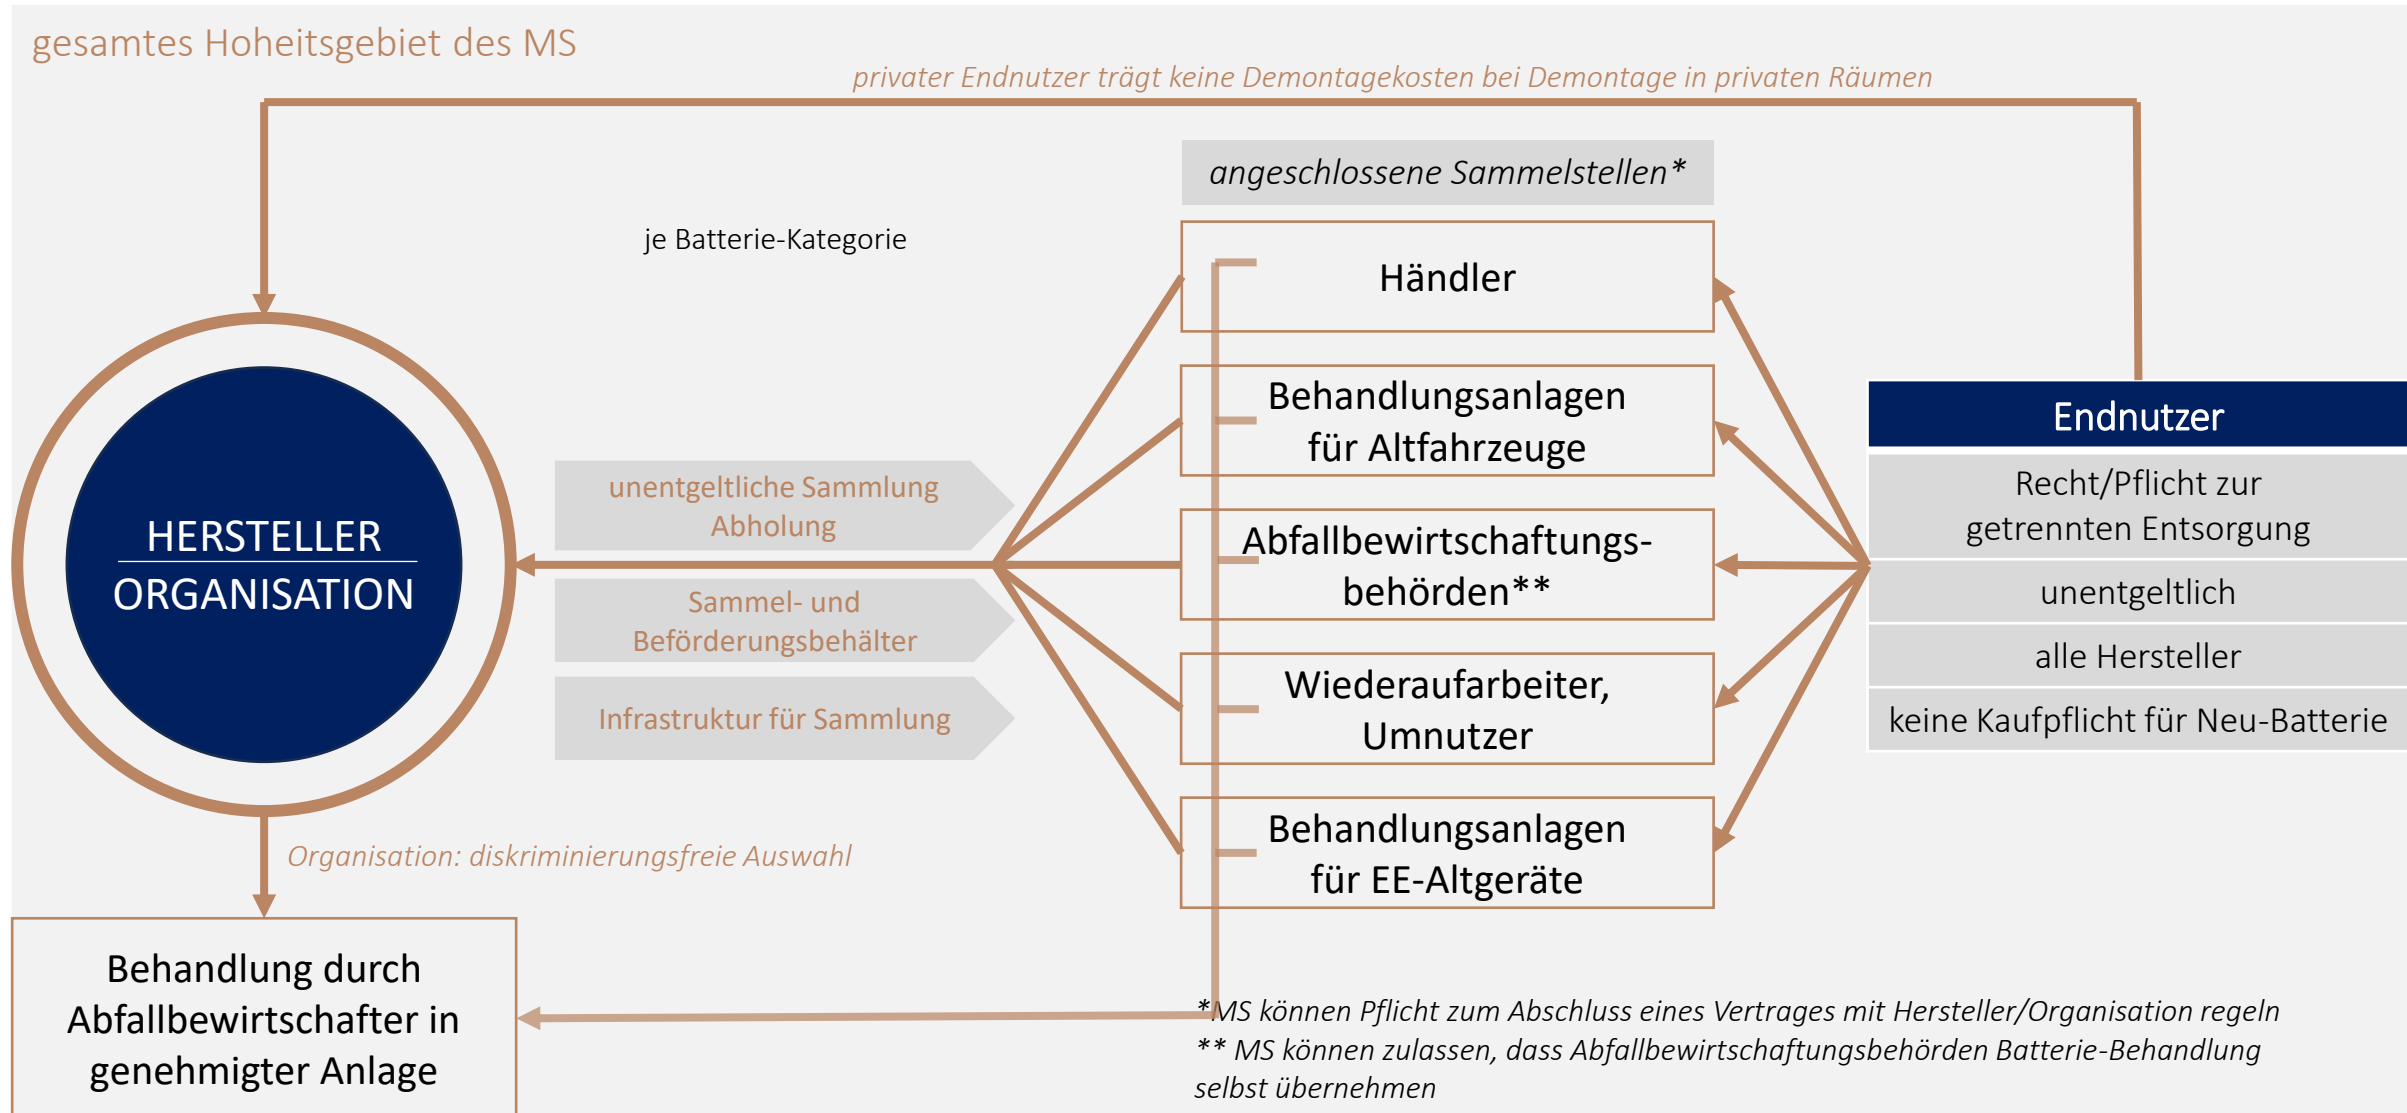 gesamtes Hoheitsgebiet des MS
privater Endnutzer trägt keine Demontagekosten bei Demontage in privaten Räumen
angeschlossene Sammelstellen*
je Batterie-Kategorie
Händler
Behandlungsanlagen
für Altfahrzeuge
Abfallbewirtschaftungs-
behörden**
Wiederaufarbeiter,
Umnutzer
Behandlungsanlagen
für EE-Altgeräte
Endnutzer
Recht/Pflicht zur
getrennten Entsorgung
unentgeltlich
alle Hersteller
keine Kaufpflicht für Neu-Batterie
unentgeltliche Sammlung
Abholung
Sammel- und
Beförderungsbehälter
Infrastruktur für Sammlung
HERSTELLER
ORGANISATION
Organisation: diskriminierungsfreie Auswahl
Behandlung durch
Abfallbewirtschafter in
genehmigter Anlage
*MS können Pflicht zum Abschluss eines Vertrages mit Hersteller/Organisation regeln
** MS können zulassen, dass Abfallbewirtschaftungsbehörden Batterie-Behandlung
selbst übernehmen